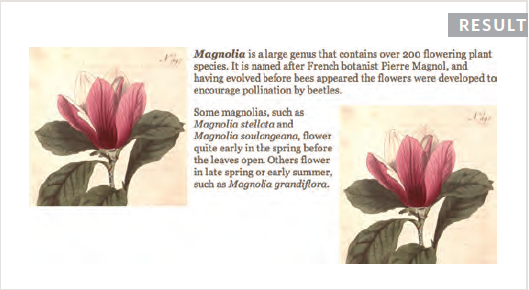 RESULT
Magnolia is a large genus that contains over 200 flowering plant
species. It is named after French botanist Pierre Magnol, and
having evolved before bees appeared the flowers were developed to
encourage pollination by beetles.
Some magnolias, such as
Magnolia stellata and
Magnolia soulangeana, flower
quite early in the spring before
the leaves open. Others flower
in late spring or early summer,
such as Magnolia grandiflora.